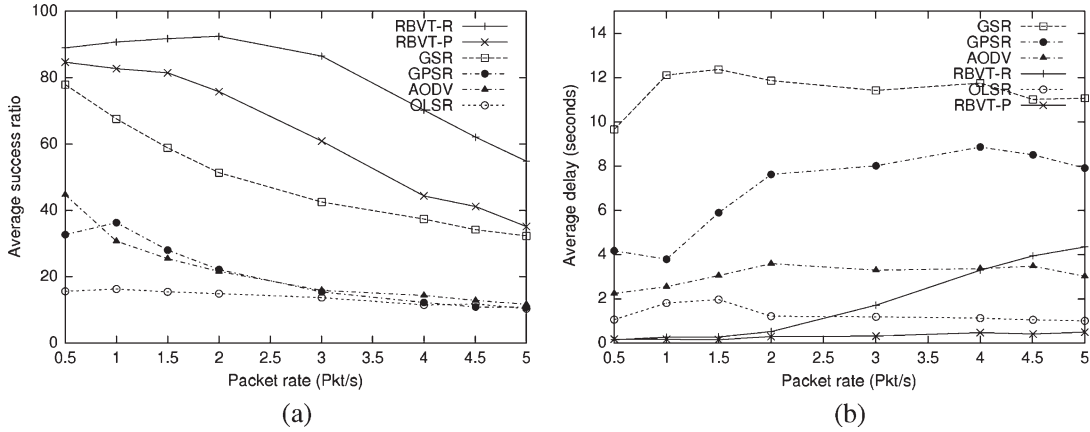 100
80
60
40
20
0
Average success ratio
0.5 1 1.5 2 2.5 3 3.5 4 4.5 5
Packet rate (Pkt/s)
RBVT-R
RBVT-P
GSR
GPSR
AODV
OLSR
(a)
14
12
10
8
6
4
2
0
Average delay (seconds)
0.5 1 1.5 2 2.5 3 3.5 4 4.5 5
Packet rate (Pkt/s)
GSR
GPSR
AODV
RBVT-R
OLSR
RBVT-P
(b)